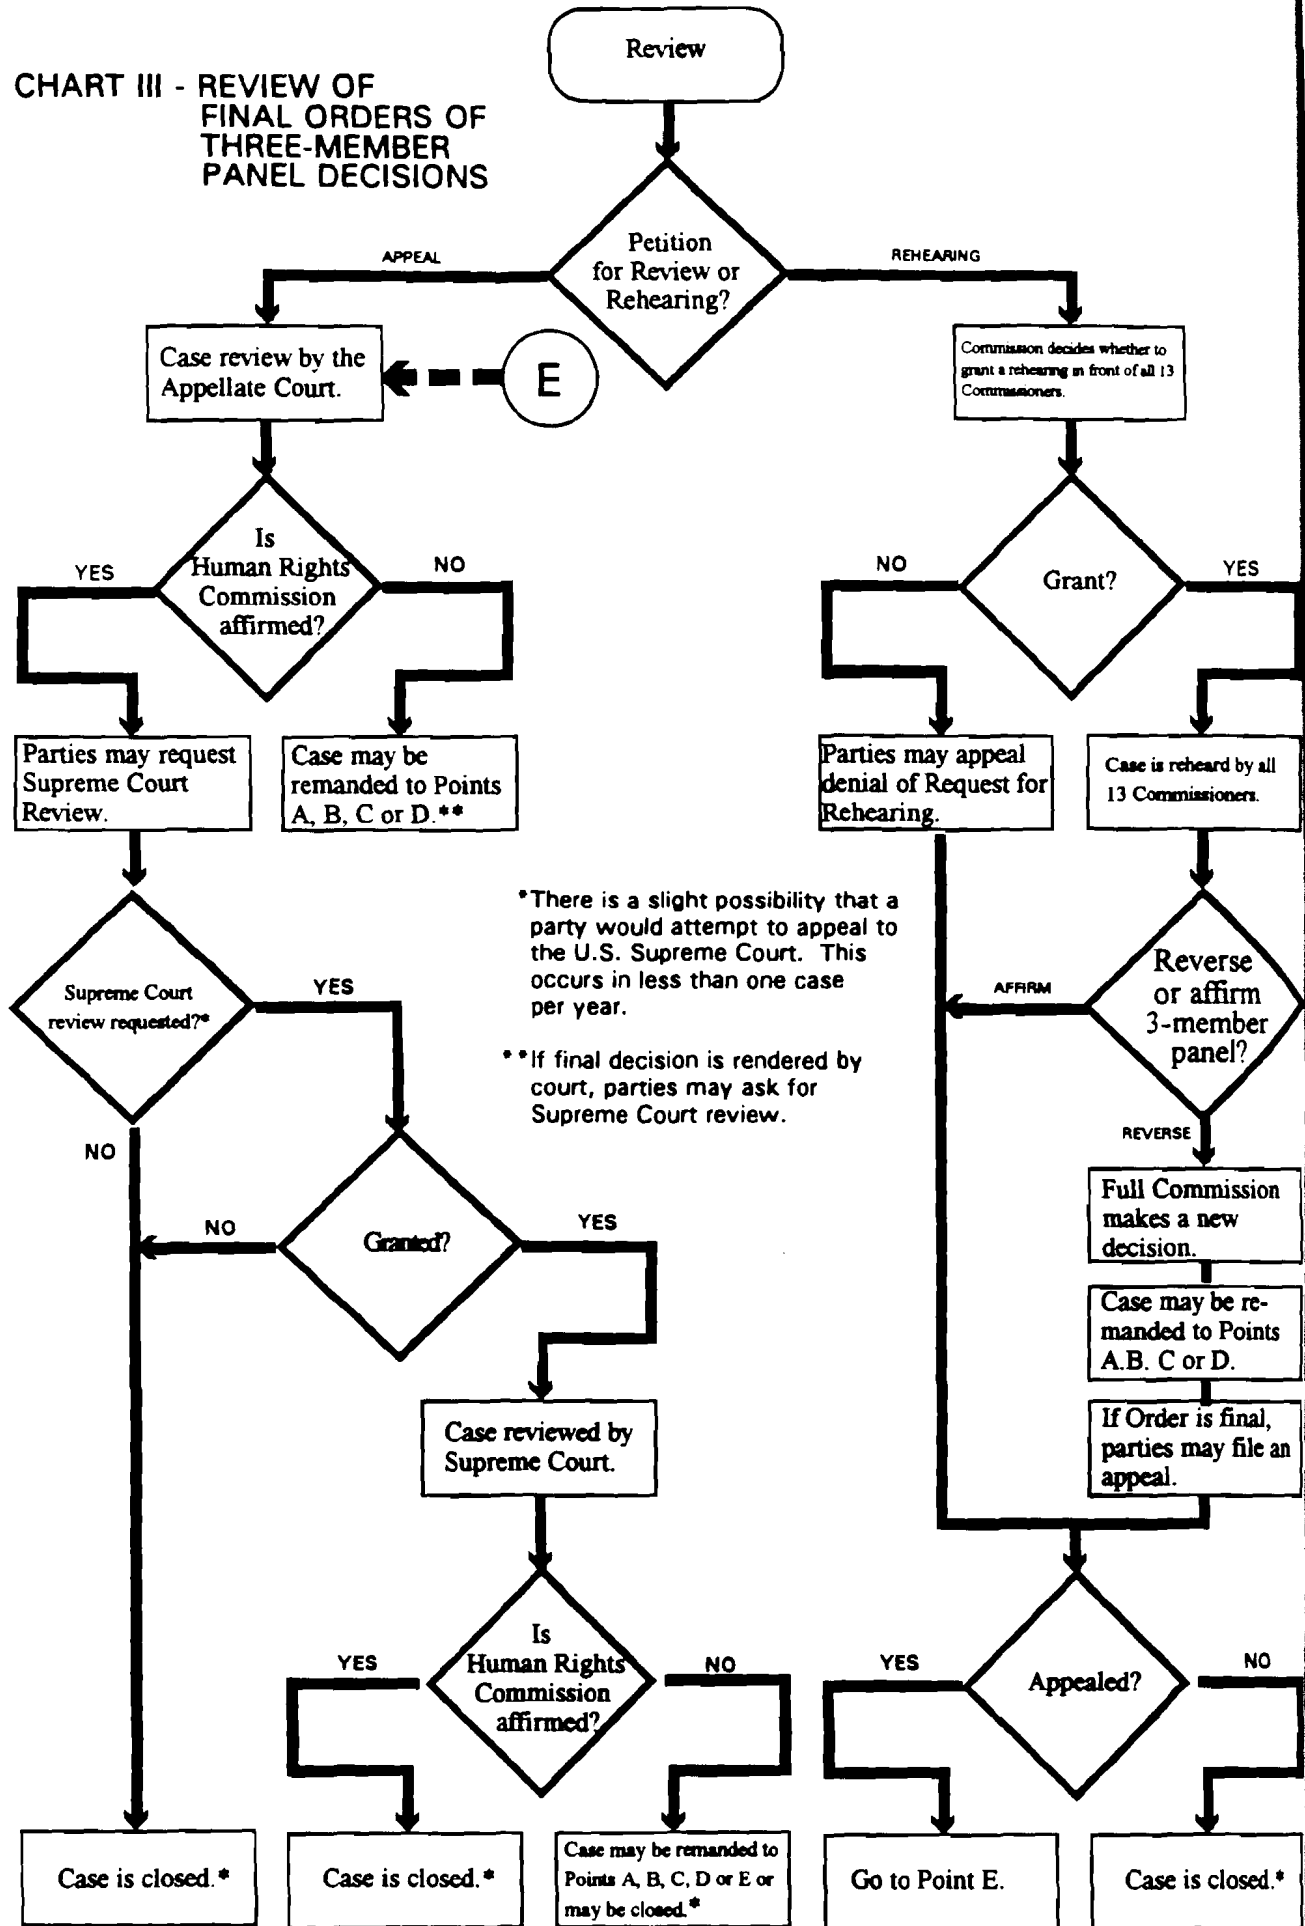 Review
CHART III - REVIEW OF
FINAL ORDERS OF
THREE-MEMBER
PANEL DECISIONS
Petition
for Review or
Rehearing?
APPEAL
REHEARING
Case review by the
Appellate Court.
E
Commission decides whether to
grant a rehearing in front of all 13
Commissioners.
Is
Human Rights
Commission
affirmed?
YES
NO
Grant?
NO
YES
Parties may request
Supreme Court
Review.
Case may be
remanded to Points
A, B, C or D.**
Parties may appeal
denial of Request for
Rehearing.
Case is reheard by all
13 Commissioners.
*There is a slight possibility that a
party would attempt to appeal to
the U.S. Supreme Court. This
occurs in less than one case
per year.
**If final decision is rendered by
court, parties may ask for
Supreme Court review.
Supreme Court
review requested?*
YES
NO
AFFIRM
Reverse
or affirm
3-member
panel?
REVERSE
Granted?
NO
YES
Full Commission
makes a new
decision.
Case may be re-
manded to Points
A.B. C or D.
If Order is final,
parties may file an
appeal.
Case reviewed by
Supreme Court.
Is
Human Rights
Commission
affirmed?
YES
NO
Appealed?
YES
NO
Case is closed.*
Case is closed.*
Case may be remanded to
Points A, B, C, D or E or
may be closed.*
Go to Point E.
Case is closed.*